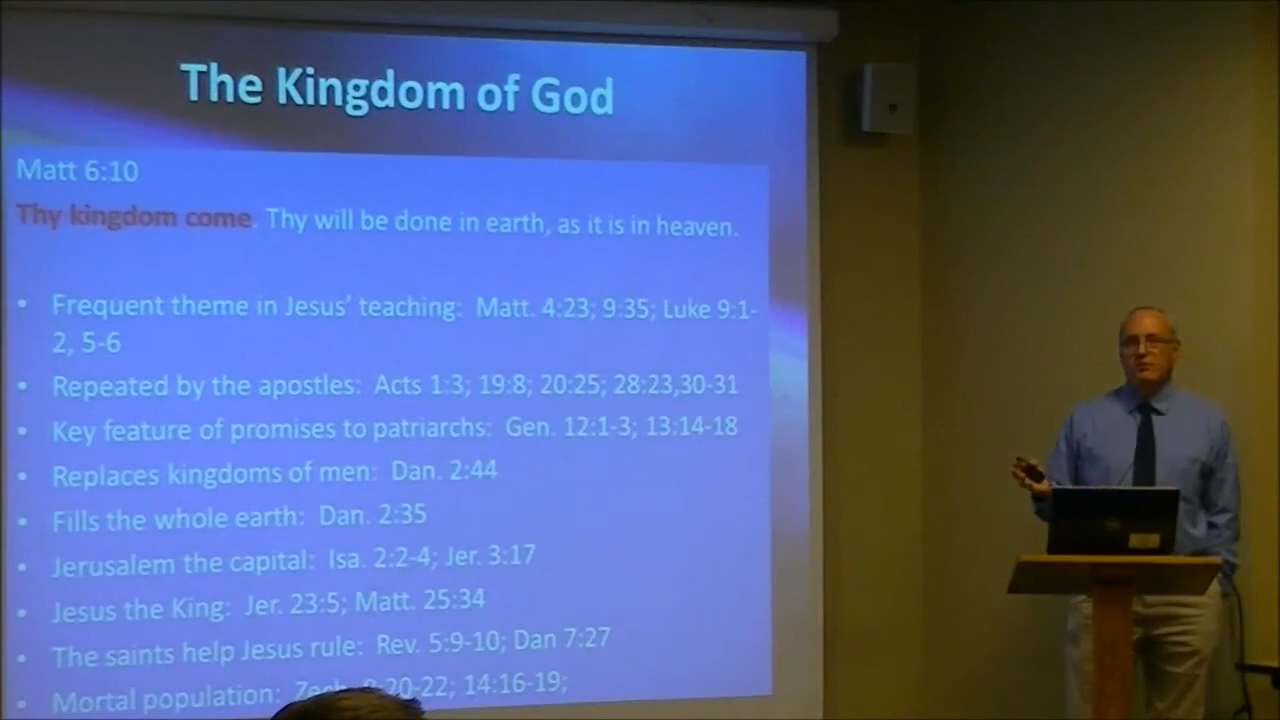 The Kingdom of God
Matt 6:10
Thy kingdom come. Thy will be done in earth, as it is in heaven.
• Frequent theme in Jesus' teaching: Matt. 4:23; 9:35; Luke 9:1-
2, 5-6
• Repeated by the apostles: Acts 1:3; 19:8; 20:25; 28:23,30-31
• Key feature of promises to patriarchs: Gen. 12:1-3; 13:14-18
• Replaces kingdoms of men: Dan. 2:44
• Fills the whole earth: Dan. 2:35
• Jerusalem the capital: Isa. 2:2-4; Jer. 3:17
• Jesus the King: Jer. 23:5; Matt. 25:34
• The saints help Jesus rule: Rev. 5:9-10; Dan 7:27
• Mortal population: 14:16-19;